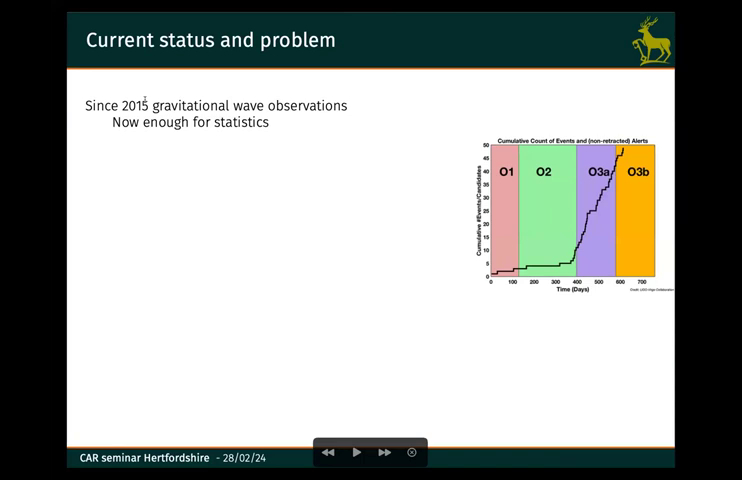 Current status and problem
Since 2015 gravitational wave observations
Now enough for statistics
Cumulative Count of Events and (non-retracted) Alerts
Cumulative #Events/Candidates
50
45
40
35
30
25
20
15
10
5
0
O1
O2
O3a
O3b
0 100 200 300 400 500 600 700
Time (Days)
Credit: LIGO-Virgo Collaboration
CAR seminar Hertfordshire - 28/02/24